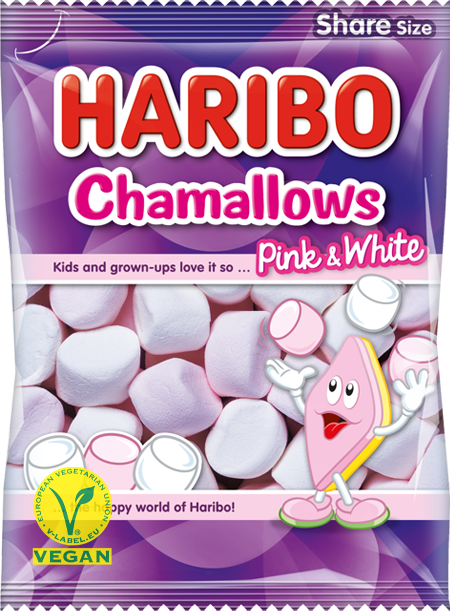 Share Size
HARIBO
Chamallows
Pink & White
Kids and grown-ups love it so ...
EUROPEAN VEGETARIAN UNION
V-LABEL.EU
VEGAN
happy world of Haribo!